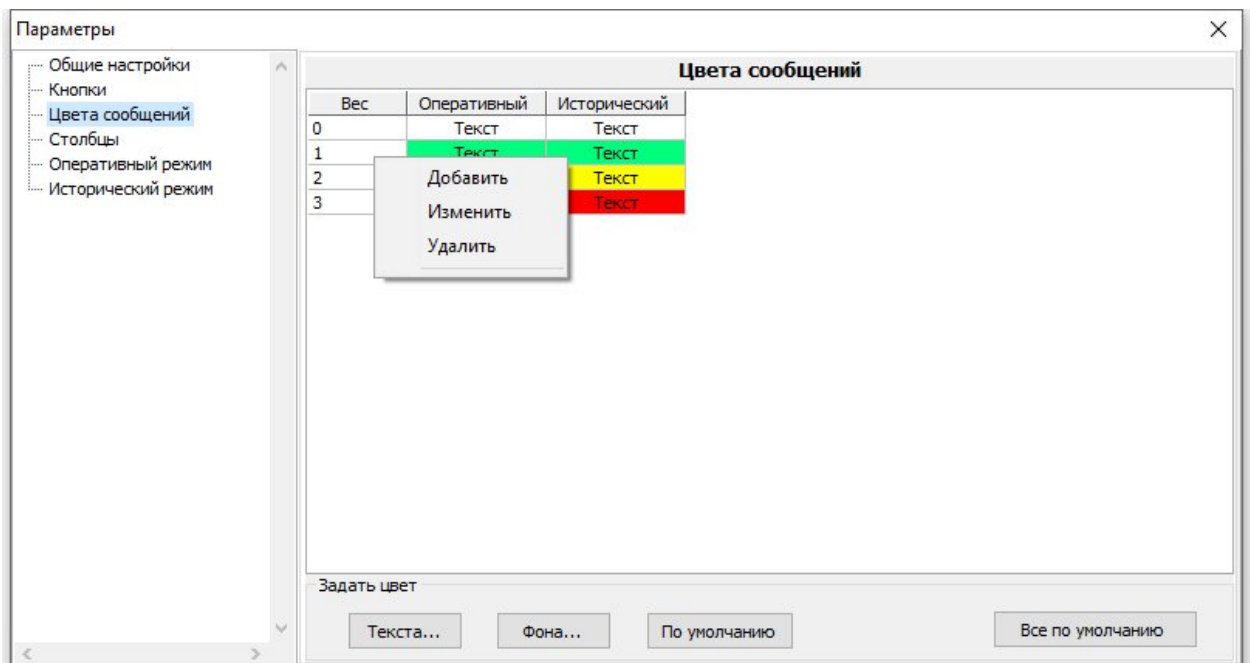 Параметры
Общие настройки
Кнопки
Цвета сообщений
Столбцы
Оперативный режим
Исторический режим
Цвета сообщений
Вес Оперативный Исторический
0 Текст Текст
1 Текст Текст
2 Текст
3 Текст
Добавить
Изменить
Удалить
Задать цвет
Текста... Фона... По умолчанию Все по умолчанию